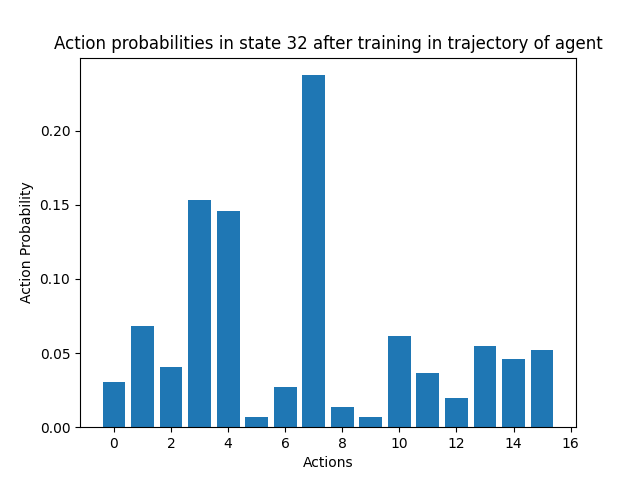 Action probabilities in state 32 after training in trajectory of agent
0.20
0.15
0.10
0.05
0.00
Action Probability
0 2 4 6 8 10 12 14 16
Actions